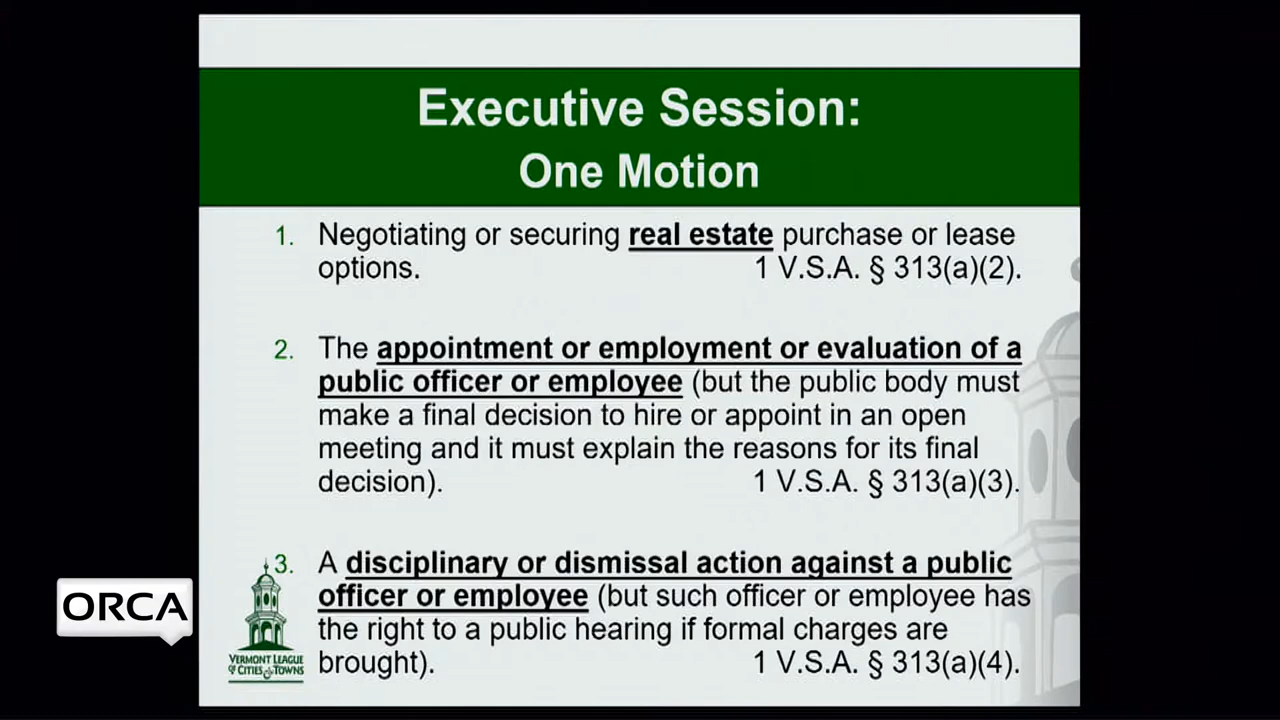 Executive Session:
One Motion
1. Negotiating or securing real estate purchase or lease
options. 1 V.S.A. § 313(a)(2).
2. The appointment or employment or evaluation of a
public officer or employee (but the public body must
make a final decision to hire or appoint in an open
meeting and it must explain the reasons for its final
decision). 1 V.S.A. § 313(a)(3).
3. A disciplinary or dismissal action against a public
officer or employee (but such officer or employee has
the right to a public hearing if formal charges are
brought). 1 V.S.A. § 313(a)(4).
ORCA
VERMONT LEAGUE
OF CITIES & TOWNS